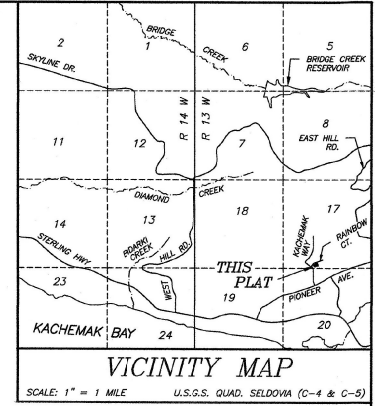 2
1
6
5
BRIDGE
CREEK
BRIDGE CREEK
RESERVOIR
SKYLINE DR.
R 14 W
R 13 W
8
EAST HILL
RD.
11
12
7
DIAMOND
CREEK
14
13
18
17
STERLING HWY.
HILL RD.
WEST
KACHEMAK
WAY
RAINBOW
CT.
THIS
PLAT
PIONEER
AVE.
23
24
19
20
KACHEMAK BAY
VICINITY MAP
SCALE: 1" = 1 MILE
U.S.G.S. QUAD. SELDOVIA (C-4 & C-5)